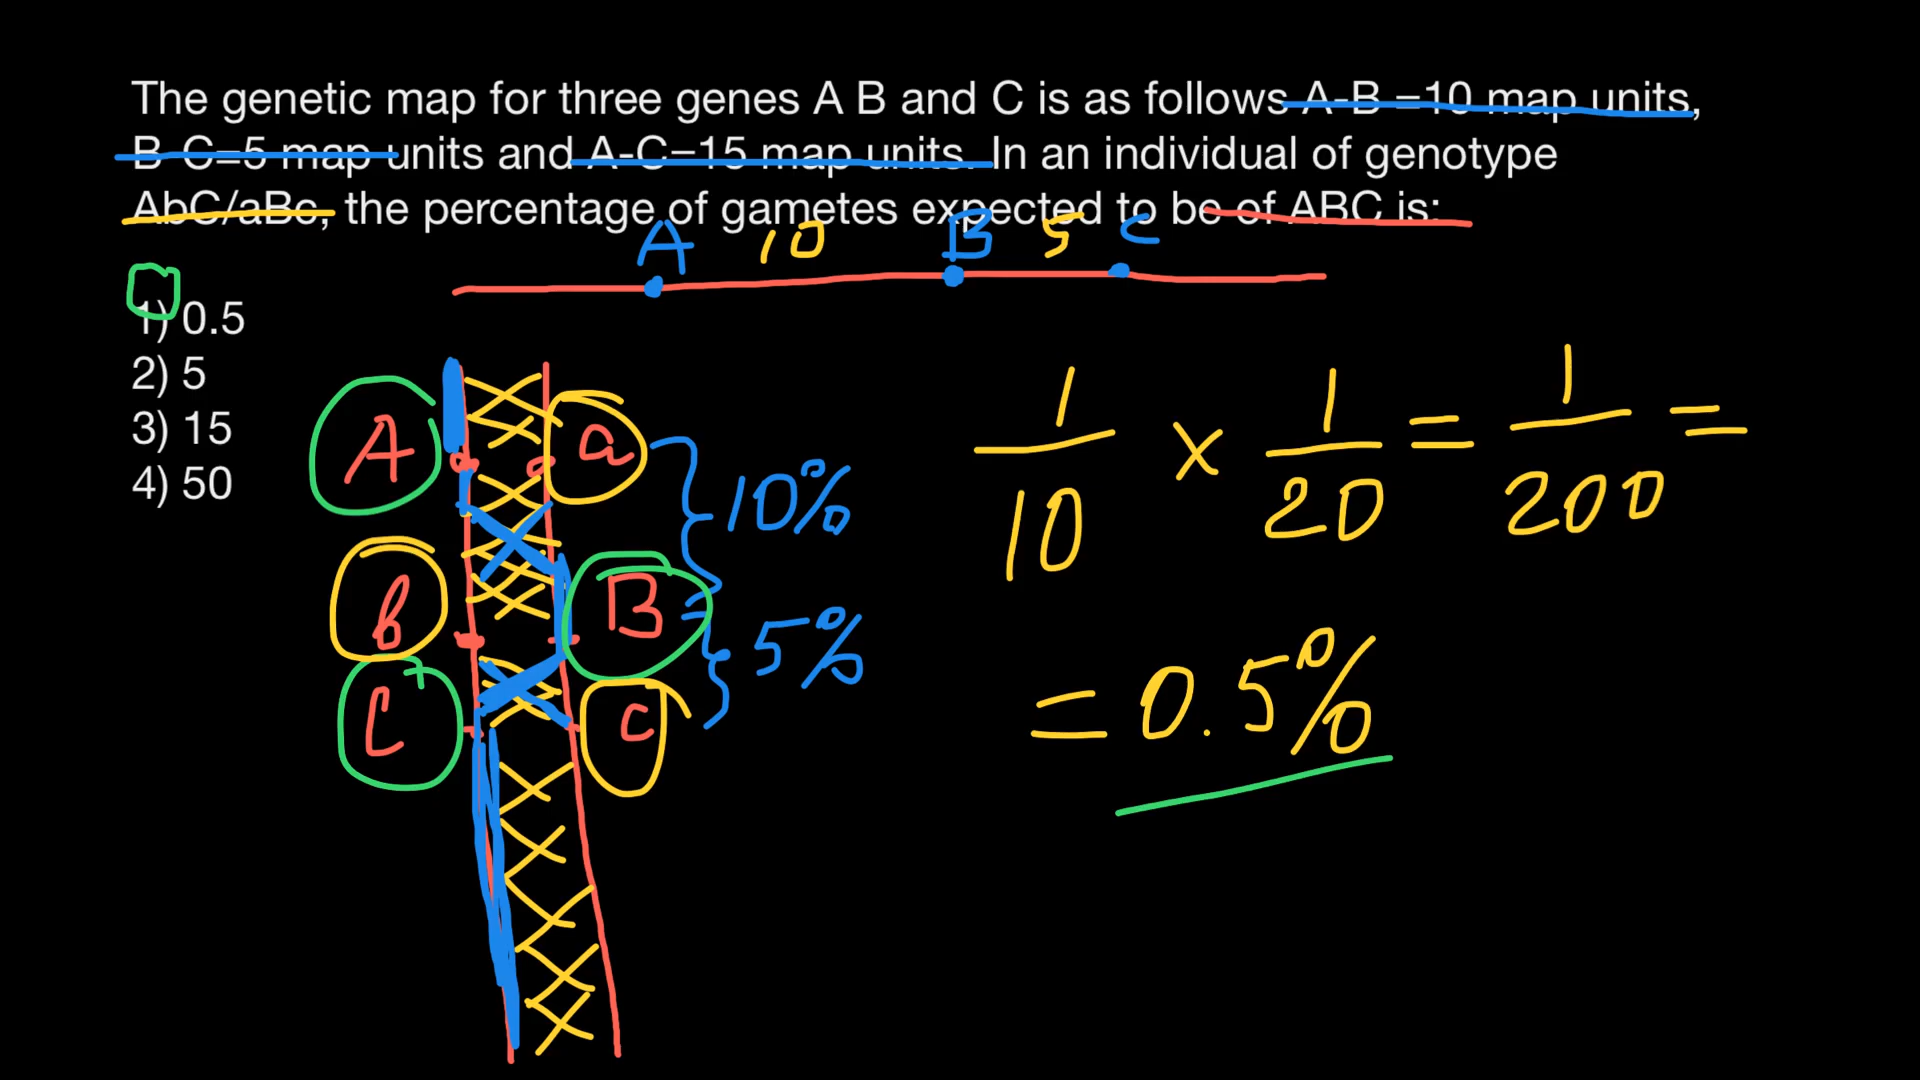 The genetic map for three genes A B and C is as follows A-B =10 map units,
B-C=5 map units and A-C=15 map units. In an individual of genotype
AbC/aBc, the percentage of gametes expected to be of ABC is:
A 10 B 5 C
1) 0.5
2) 5
3) 15
4) 50
A a
10%
b B
5%
C c
1/10 x 1/20 = 1/200 =
= 0.5%